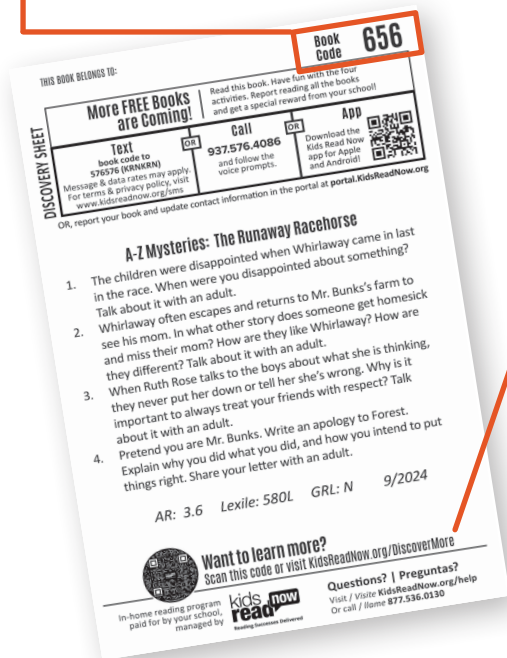 Book Code 656
THIS BOOK BELONGS TO:
DISCOVERY SHEET
More FREE Books
are Coming!
Read this book. Have fun with the four
activities. Report reading all the books
and get a special reward from your school!
Text
book code to
576576 (KRNKRN)
Message & data rates may apply.
For terms & privacy policy, visit
www.kidsreadnow.org/sms
OR
Call
937.576.4086
and follow the
voice prompts.
OR
App
Download the
Kids Read Now
app for Apple
and Android!
OR, report your book and update contact information in the portal at portal.KidsReadNow.org
A-Z Mysteries: The Runaway Racehorse
1. The children were disappointed when Whirlaway came in last
in the race. When were you disappointed about something?
Talk about it with an adult.
2. Whirlaway often escapes and returns to Mr. Bunks's farm to
see his mom. In what other story does someone get homesick
and miss their mom? How are they like Whirlaway? How are
they different? Talk about it with an adult.
3. When Ruth Rose talks to the boys about what she is thinking,
they never put her down or tell her she's wrong. Why is it
important to always treat your friends with respect? Talk
about it with an adult.
4. Pretend you are Mr. Bunks. Write an apology to Forest.
Explain why you did what you did, and how you intend to put
things right. Share your letter with an adult.
AR: 3.6 Lexile: 580L GRL: N 9/2024
Want to learn more?
Scan this code or visit KidsReadNow.org/DiscoverMore
In-home reading program
paid for by your school,
managed by
kids
read now
Reading Successes Delivered
Questions? | Preguntas?
Visit / Visite KidsReadNow.org/help
Or call / llame 877.536.0130